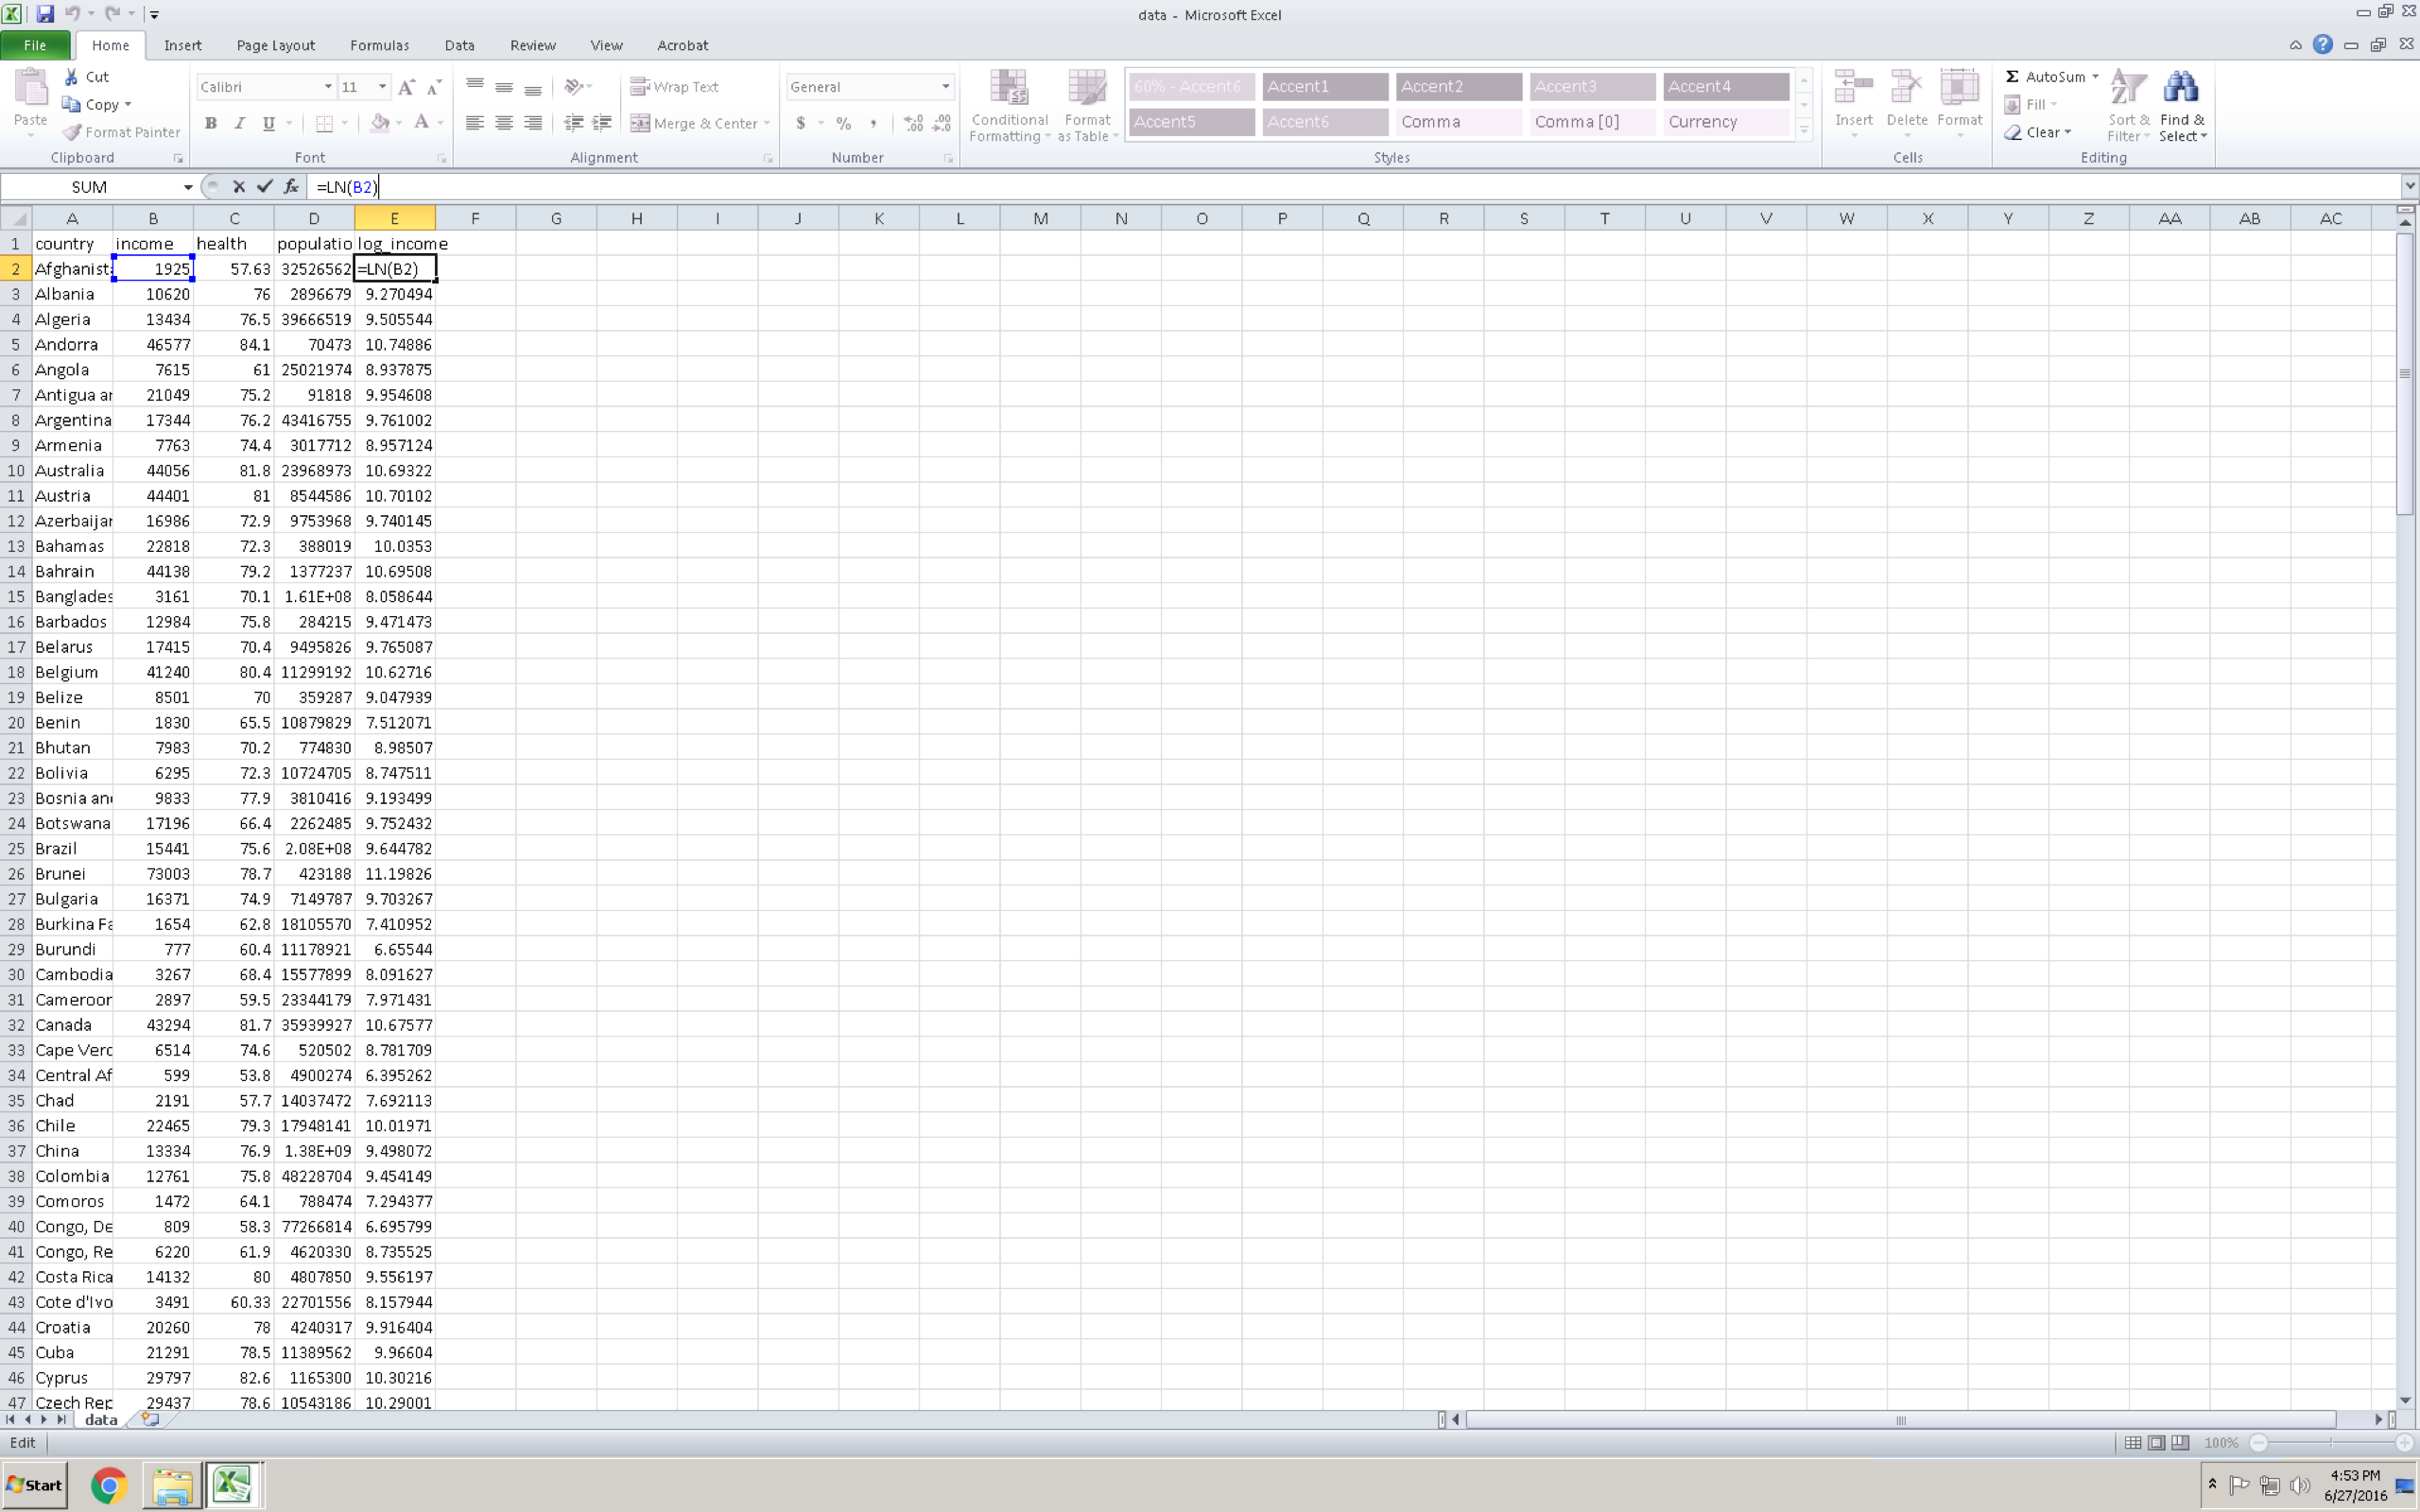 data - Microsoft Excel
File Home Insert Page Layout Formulas Data Review View Acrobat
Paste Cut Copy Format Painter Clipboard
Calibri 11 B I U A Font
Wrap Text Merge & Center Alignment
General $ % , Number
Conditional Formatting Format as Table
60% - Accent6 Accent1 Accent2 Accent3 Accent4
Accent5 Accent6 Comma Comma [0] Currency
Styles
Insert Delete Format Cells
Σ AutoSum Fill Clear Sort & Filter Find & Select Editing
SUM fx =LN(B2)
A B C D E F G H I J K L M N O P Q R S T U V W X Y Z AA AB AC
1 country income health populatio log_income
2 Afghanist 1925 57.63 32526562 =LN(B2)
3 Albania 10620 76 2896679 9.270494
4 Algeria 13434 76.5 39666519 9.505544
5 Andorra 46577 84.1 70473 10.74886
6 Angola 7615 61 25021974 8.937875
7 Antigua ar 21049 75.2 91818 9.954608
8 Argentina 17344 76.2 43416755 9.761002
9 Armenia 7763 74.4 3017712 8.957124
10 Australia 44056 81.8 23968973 10.69322
11 Austria 44401 81 8544586 10.70102
12 Azerbaijar 16986 72.9 9753968 9.740145
13 Bahamas 22818 72.3 388019 10.0353
14 Bahrain 44138 79.2 1377237 10.69508
15 Banglades 3161 70.1 1.61E+08 8.058644
16 Barbados 12984 75.8 284215 9.471473
17 Belarus 17415 70.4 9495826 9.765087
18 Belgium 41240 80.4 11299192 10.62716
19 Belize 8501 70 359287 9.047939
20 Benin 1830 65.5 10879829 7.512071
21 Bhutan 7983 70.2 774830 8.98507
22 Bolivia 6295 72.3 10724705 8.747511
23 Bosnia an 9833 77.9 3810416 9.193499
24 Botswana 17196 66.4 2262485 9.752432
25 Brazil 15441 75.6 2.08E+08 9.644782
26 Brunei 73003 78.7 423188 11.19826
27 Bulgaria 16371 74.9 7149787 9.703267
28 Burkina Fa 1654 62.8 18105570 7.410952
29 Burundi 777 60.4 11178921 6.65544
30 Cambodia 3267 68.4 15577899 8.091627
31 Cameroor 2897 59.5 23344179 7.971431
32 Canada 43294 81.7 35939927 10.67577
33 Cape Verc 6514 74.6 520502 8.781709
34 Central Af 599 53.8 4900274 6.395262
35 Chad 2191 57.7 14037472 7.692113
36 Chile 22465 79.3 17948141 10.01971
37 China 13334 76.9 1.38E+09 9.498072
38 Colombia 12761 75.8 48228704 9.454149
39 Comoros 1472 64.1 788474 7.294377
40 Congo, De 809 58.3 77266814 6.695799
41 Congo, Re 6220 61.9 4620330 8.735525
42 Costa Rica 14132 80 4807850 9.556197
43 Cote d'Ivo 3491 60.33 22701556 8.157944
44 Croatia 20260 78 4240317 9.916404
45 Cuba 21291 78.5 11389562 9.96604
46 Cyprus 29797 82.6 1165300 10.30216
47 Czech Rep 29437 78.6 10543186 10.29001
data
Edit 100%
Start 4:53 PM
6/27/2016